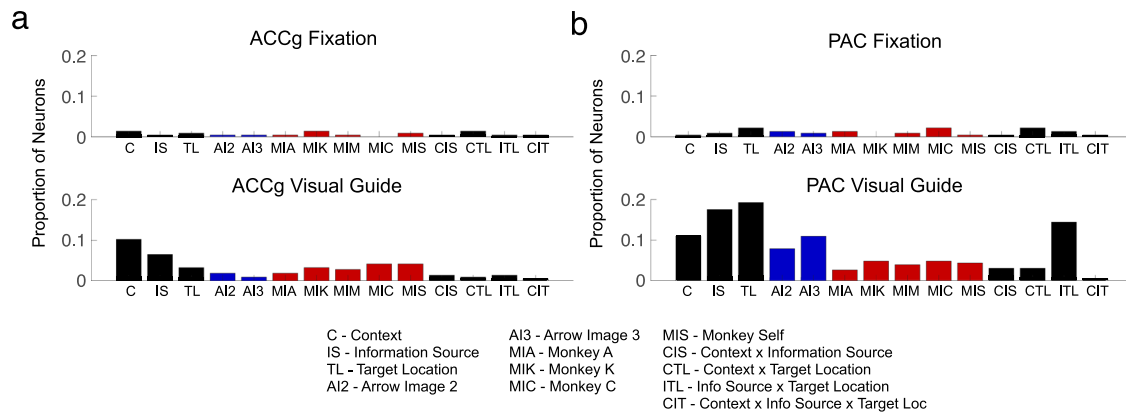 a
b
ACCg Fixation
PAC Fixation
Proportion of Neurons
0.2
0.1
0
C IS TL AI2 AI3 MIA MIK MIM MIC MIS CIS CTL ITL CIT
0.2
0.1
0
C IS TL AI2 AI3 MIA MIK MIM MIC MIS CIS CTL ITL CIT
ACCg Visual Guide
PAC Visual Guide
Proportion of Neurons
0.2
0.1
0
C IS TL AI2 AI3 MIA MIK MIM MIC MIS CIS CTL ITL CIT
0.2
0.1
0
C IS TL AI2 AI3 MIA MIK MIM MIC MIS CIS CTL ITL CIT
C - Context
IS - Information Source
TL - Target Location
AI2 - Arrow Image 2
AI3 - Arrow Image 3
MIA - Monkey A
MIK - Monkey K
MIC - Monkey C
MIS - Monkey Self
CIS - Context x Information Source
CTL - Context x Target Location
ITL - Info Source x Target Location
CIT - Context x Info Source x Target Loc